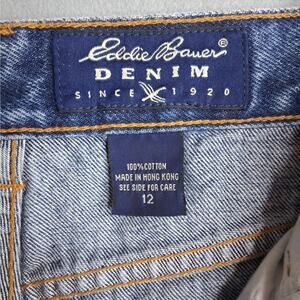 Eddie Bauer®
DENIM
SINCE 1920
100% COTTON
MADE IN HONG KONG
SEE SIDE FOR CARE
12